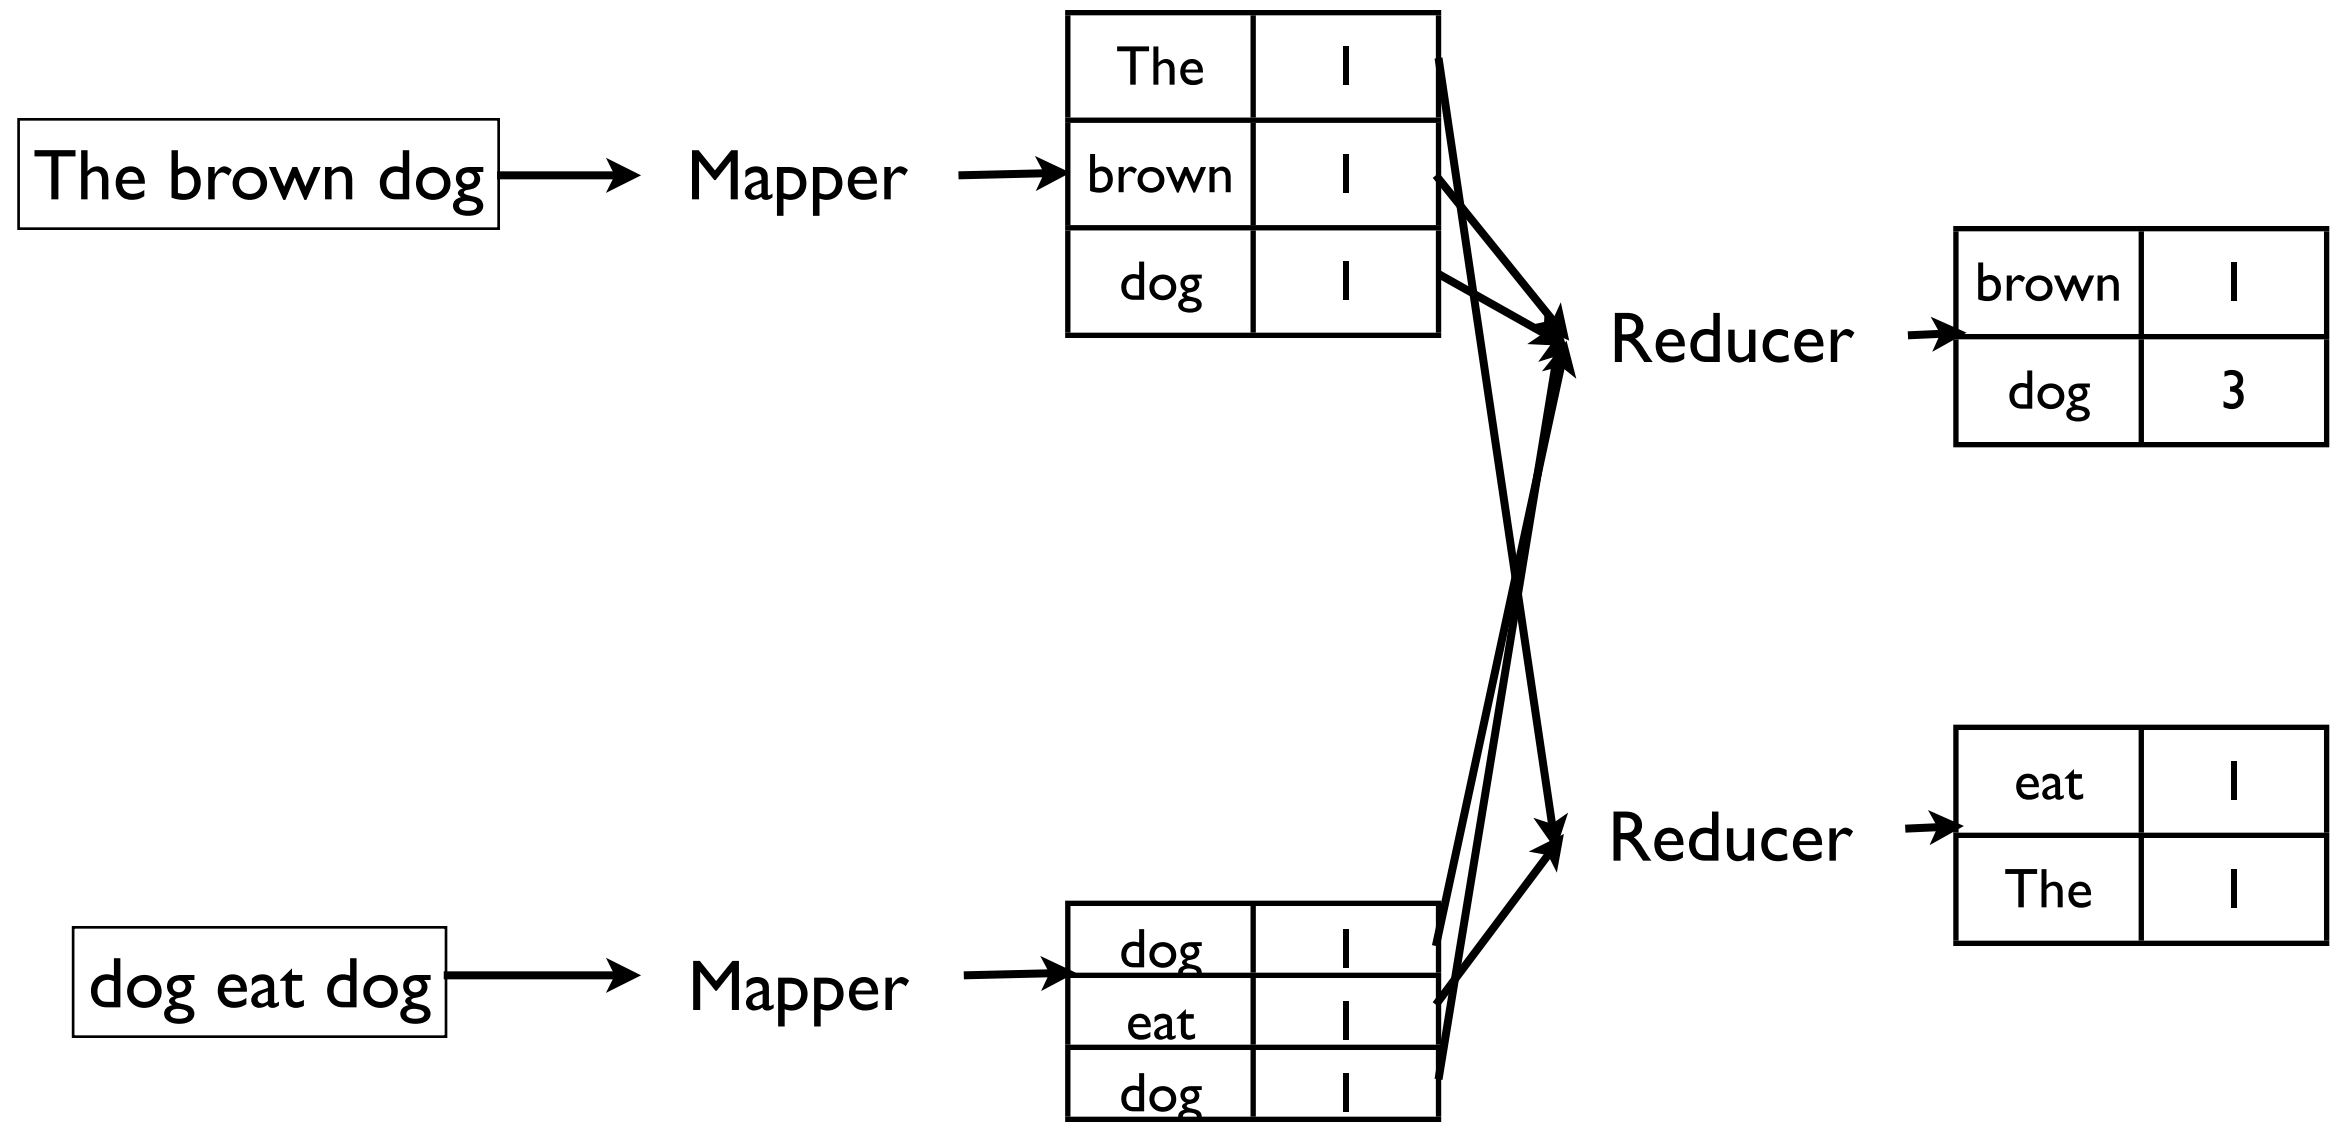 The brown dog
Mapper
The 1
brown 1
dog 1
Reducer
brown 1
dog 3
dog eat dog
Mapper
dog 1
eat 1
dog 1
Reducer
eat 1
The 1